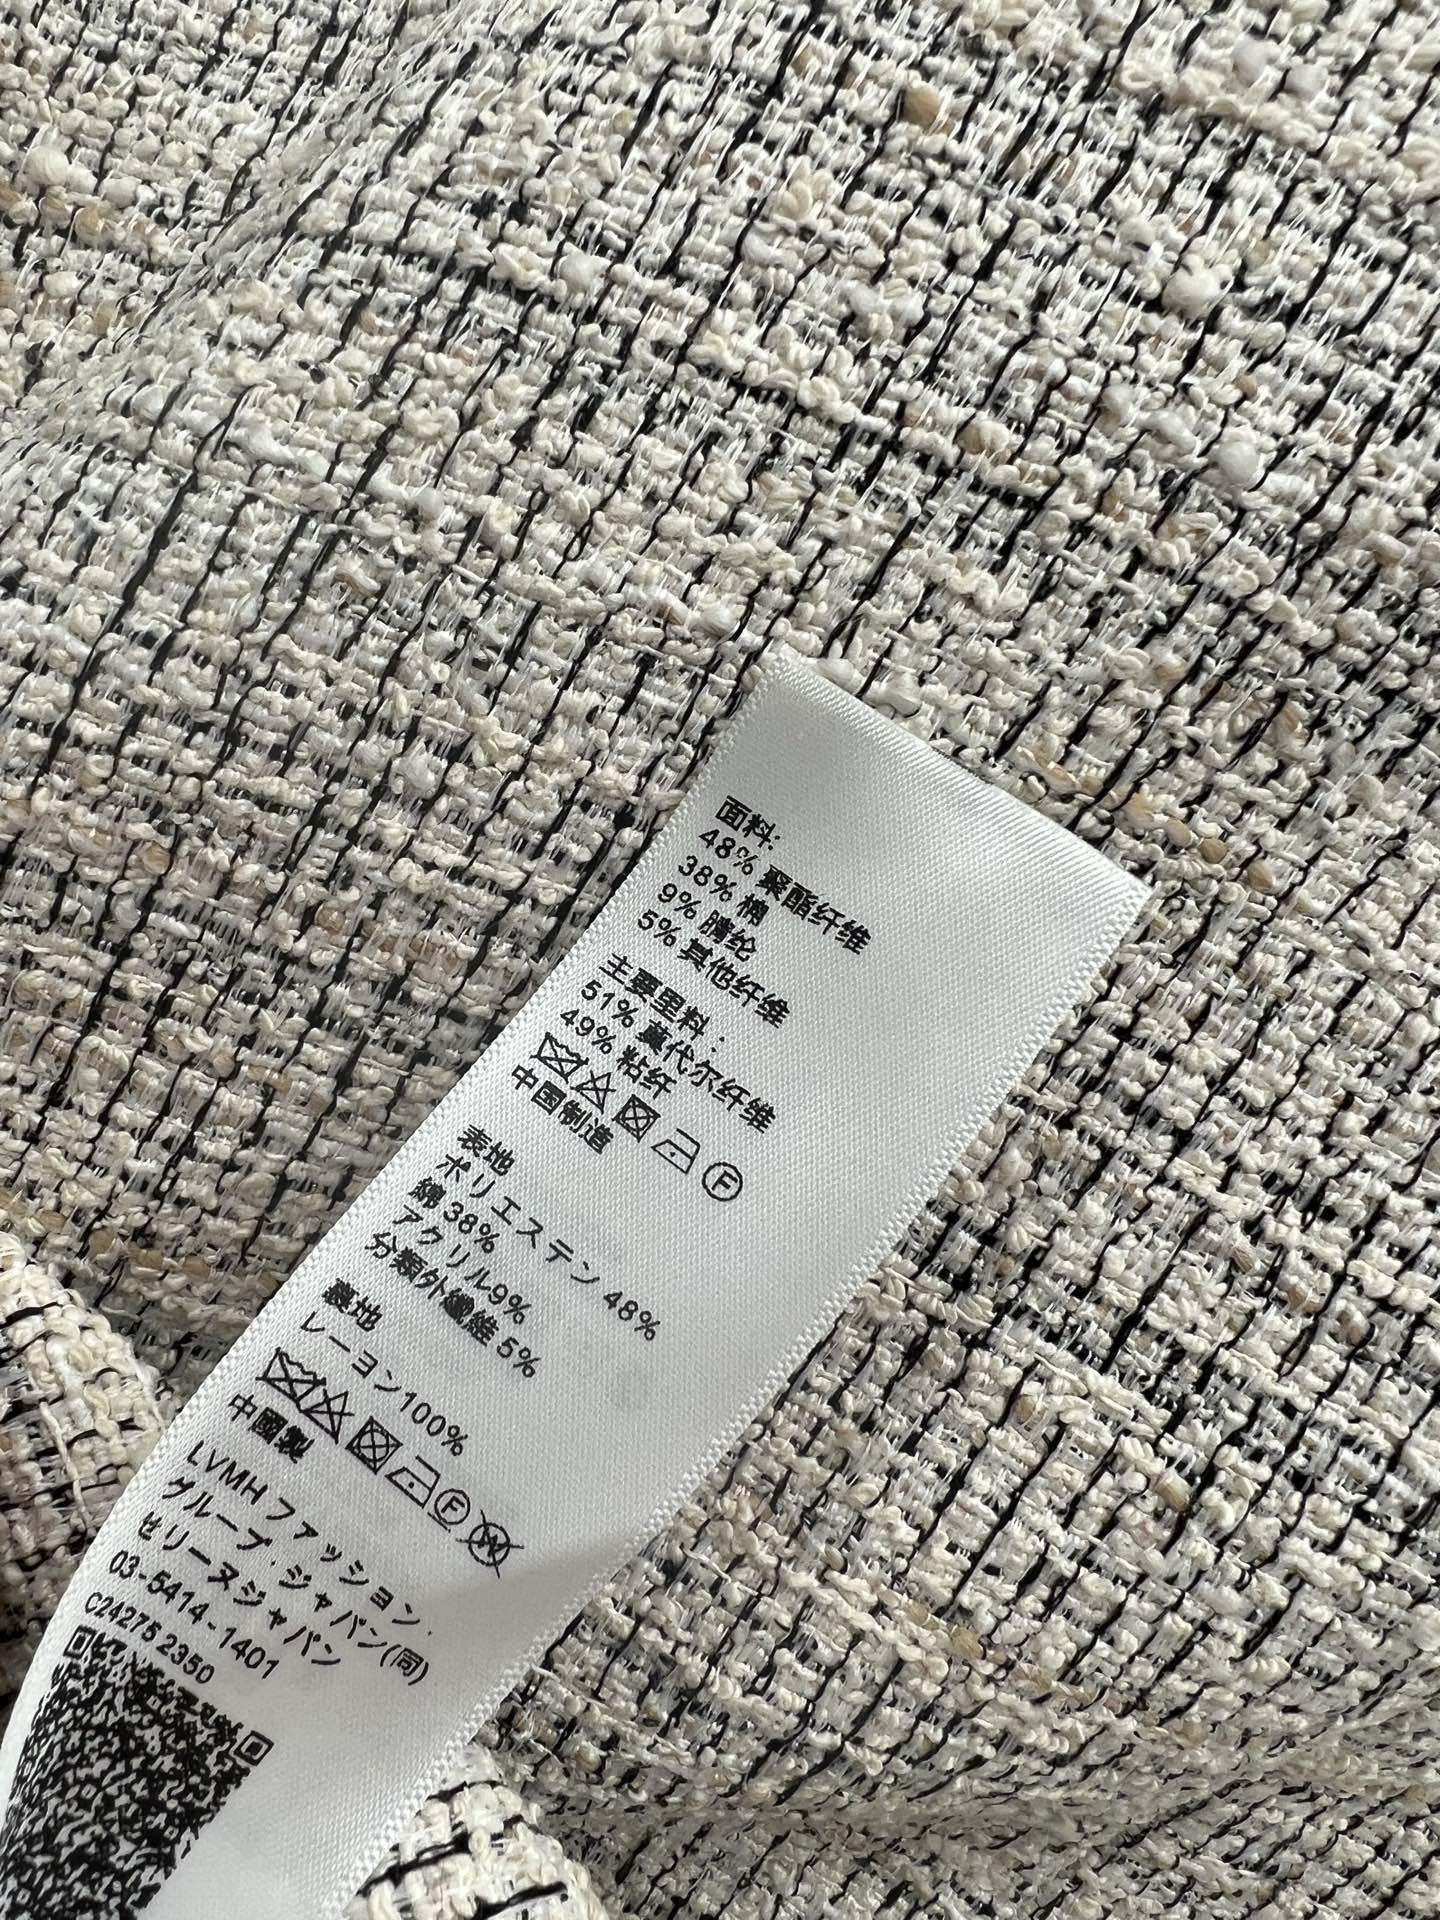 面料:
48% 聚酯纤维
38% 棉
9% 腈纶
5% 其他纤维
主要里料：
51% 莫代尔纤维
49% 粘纤
F
中国制造
表地
ポリエステン 48%
綿 38%
アクリル9%
分類外繊維 5%
裏地
レーヨン100%
F W
中國製
LVMH ファッション.
グループ・ジャパン(同)
せリーヌジャパン
03-5414-1401
C24275 2350